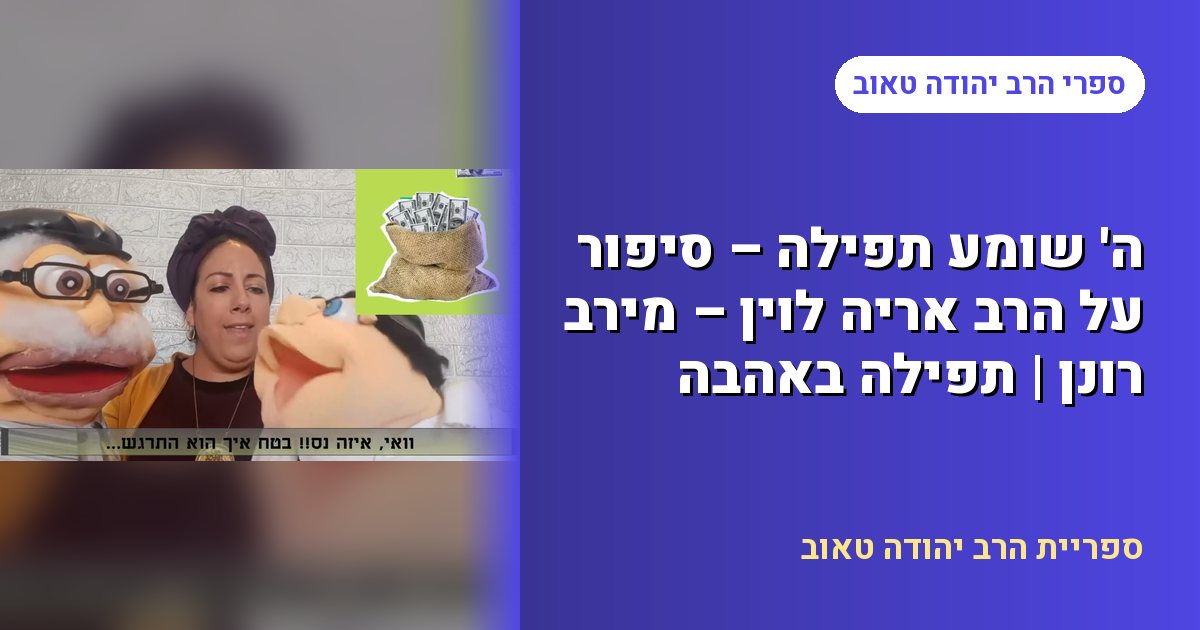 ספרי הרב יהודה טאוב
ה' שומע תפילה – סיפור
על הרב אריה לוין – מירב
רונן | תפילה באהבה
וואי, איזה נס!! בטח איך הוא התרגש...
ספריית הרב יהודה טאוב